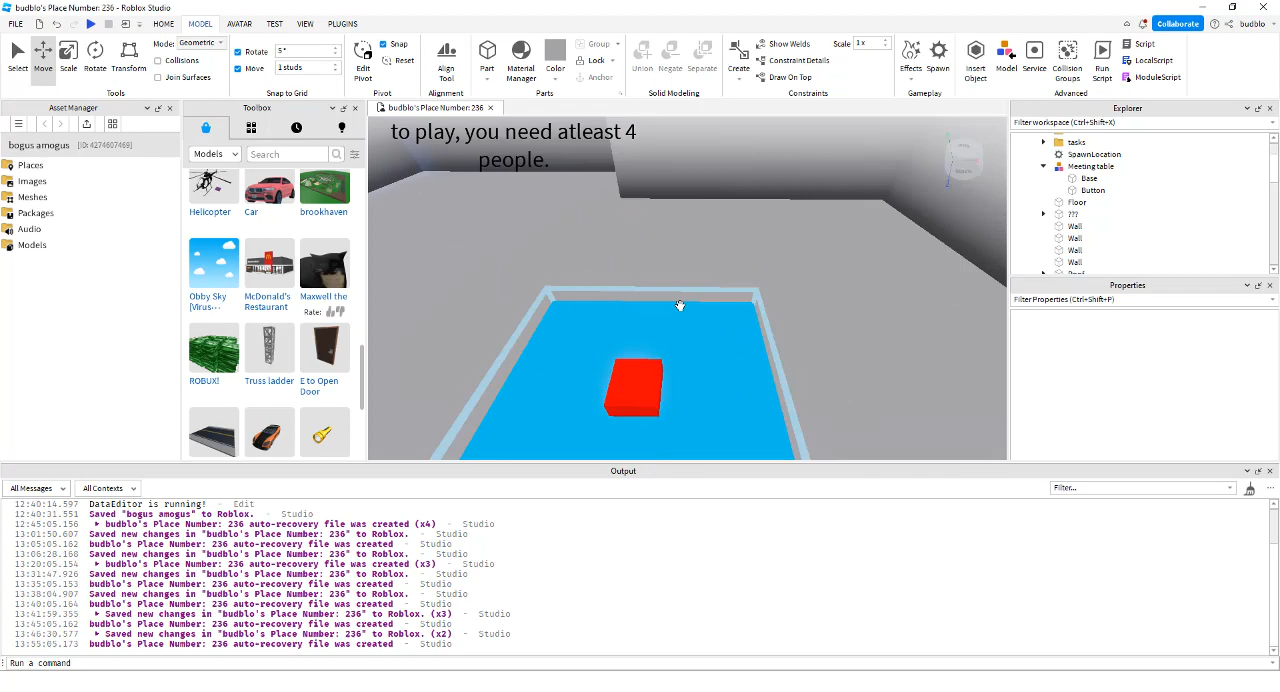 budblo's Place Number: 236 - Roblox Studio
FILE HOME MODEL AVATAR TEST VIEW PLUGINS Collaborate budblo
Mode: Geometric Rotate 5 ° Snap Group Show Welds Scale 1 x Script
Collisions Lock Constraint Details LocalScript
Move 1 studs Reset
Join Surfaces Anchor Draw On Top ModuleScript
Select Move Scale Rotate Transform Edit Pivot Align Tool Part Material Manager Color Union Negate Separate Create Effects Spawn Insert Object Model Service Collision Groups Run Script
Tools Snap to Grid Pivot Alignment Parts Solid Modeling Constraints Gameplay Advanced
Asset Manager
bogus amogus [ID: 4274607469]
Places
Images
Meshes
Packages
Audio
Models
Toolbox
Models Search
Helicopter Car brookhaven
Obby Sky [Virus- McDonald's Restaurant Maxwell the
Rate:
ROBUX! Truss ladder E to Open Door
budblo's Place Number: 236
to play, you need atleast 4
people.
Explorer
Filter workspace (Ctrl+Shift+X)
tasks
SpawnLocation
Meeting table
Base
Button
Floor
???
Wall
Wall
Wall
Wall
Properties
Filter Properties (Ctrl+Shift+P)
Output
All Messages All Contexts Filter...
12:40:14.597 DataEditor is running! - Edit
12:40:31.551 Saved "bogus amogus" to Roblox. - Studio
12:45:05.156 budblo's Place Number: 236 auto-recovery file was created (x4) - Studio
13:01:50.607 Saved new changes in "budblo's Place Number: 236" to Roblox. - Studio
13:05:05.162 budblo's Place Number: 236 auto-recovery file was created - Studio
13:06:28.168 Saved new changes in "budblo's Place Number: 236" to Roblox. - Studio
13:20:05.154 budblo's Place Number: 236 auto-recovery file was created (x3) - Studio
13:31:47.926 Saved new changes in "budblo's Place Number: 236" to Roblox. - Studio
13:35:05.153 budblo's Place Number: 236 auto-recovery file was created - Studio
13:38:04.907 Saved new changes in "budblo's Place Number: 236" to Roblox. - Studio
13:40:05.164 budblo's Place Number: 236 auto-recovery file was created - Studio
13:41:59.355 Saved new changes in "budblo's Place Number: 236" to Roblox. (x3) - Studio
13:45:05.162 budblo's Place Number: 236 auto-recovery file was created - Studio
13:46:30.577 Saved new changes in "budblo's Place Number: 236" to Roblox. (x2) - Studio
13:55:05.173 budblo's Place Number: 236 auto-recovery file was created - Studio
Run a command